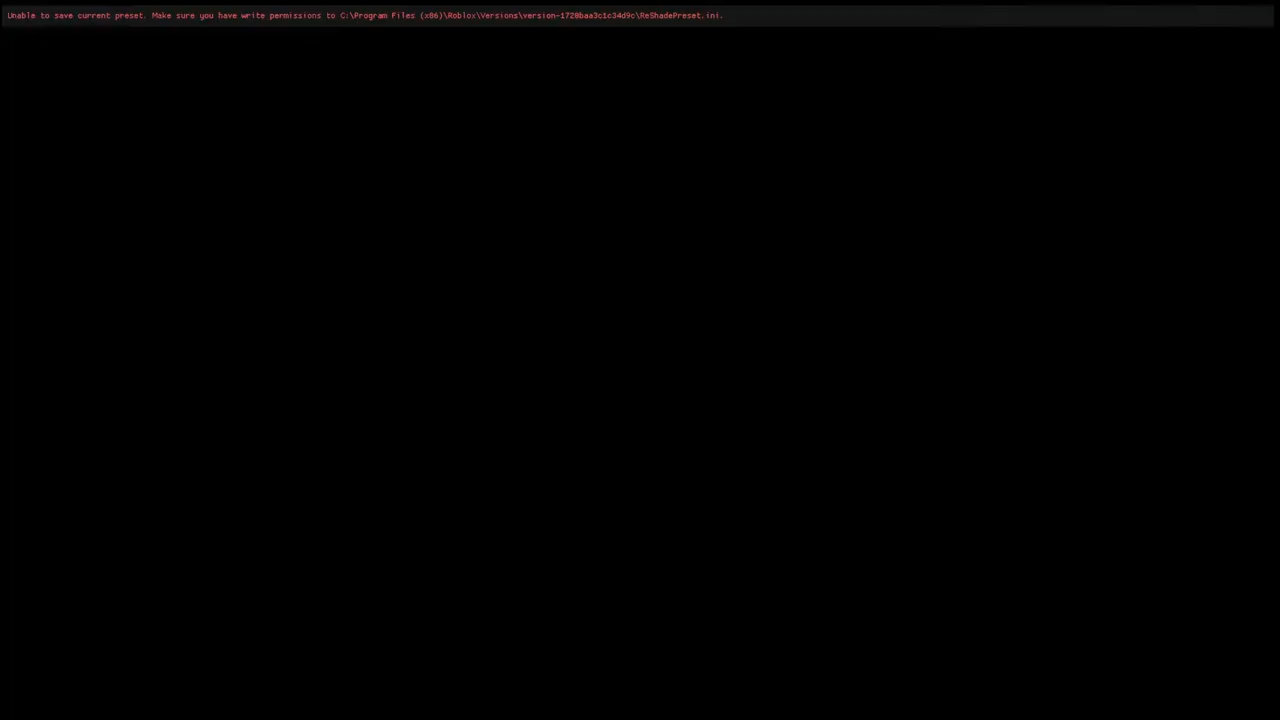 Unable to save current preset. Make sure you have write permissions to C:\Program Files (x86)\Roblox\Versions\version-1728baa3c1c34d9c\ReShadePreset.ini.